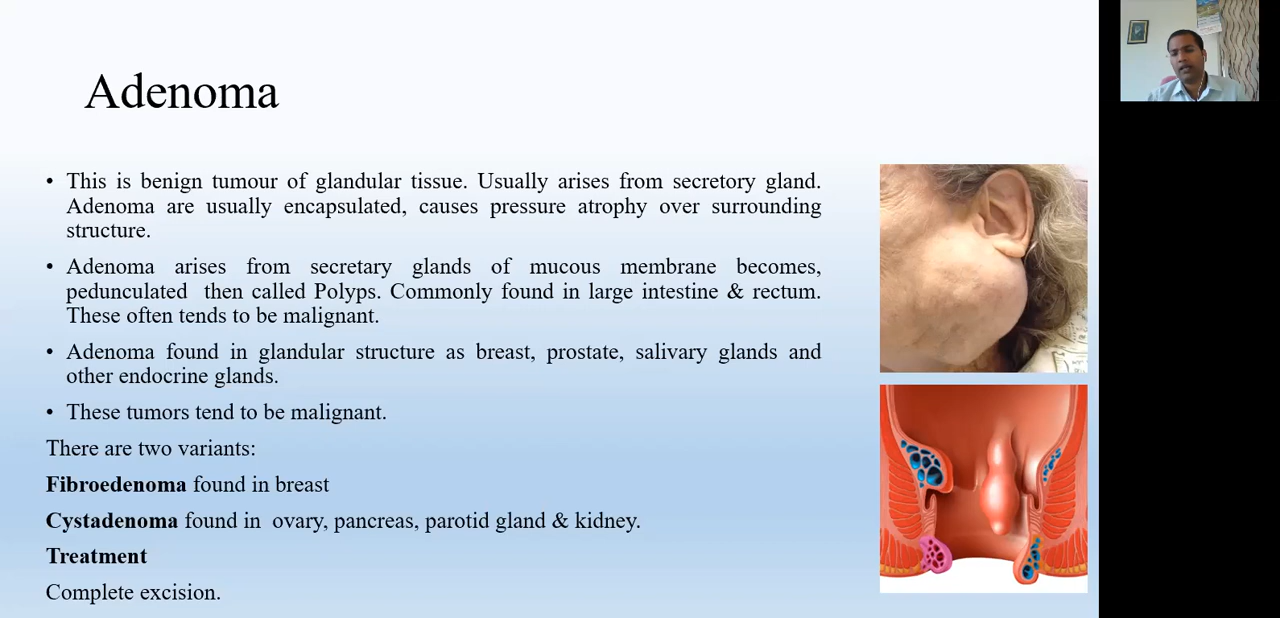 Adenoma
• This is benign tumour of glandular tissue. Usually arises from secretory gland.
Adenoma are usually encapsulated, causes pressure atrophy over surrounding
structure.
• Adenoma arises from secretary glands of mucous membrane becomes,
pedunculated then called Polyps. Commonly found in large intestine & rectum.
These often tends to be malignant.
• Adenoma found in glandular structure as breast, prostate, salivary glands and
other endocrine glands.
• These tumors tend to be malignant.
There are two variants:
Fibroedenoma found in breast
Cystadenoma found in ovary, pancreas, parotid gland & kidney.
Treatment
Complete excision.